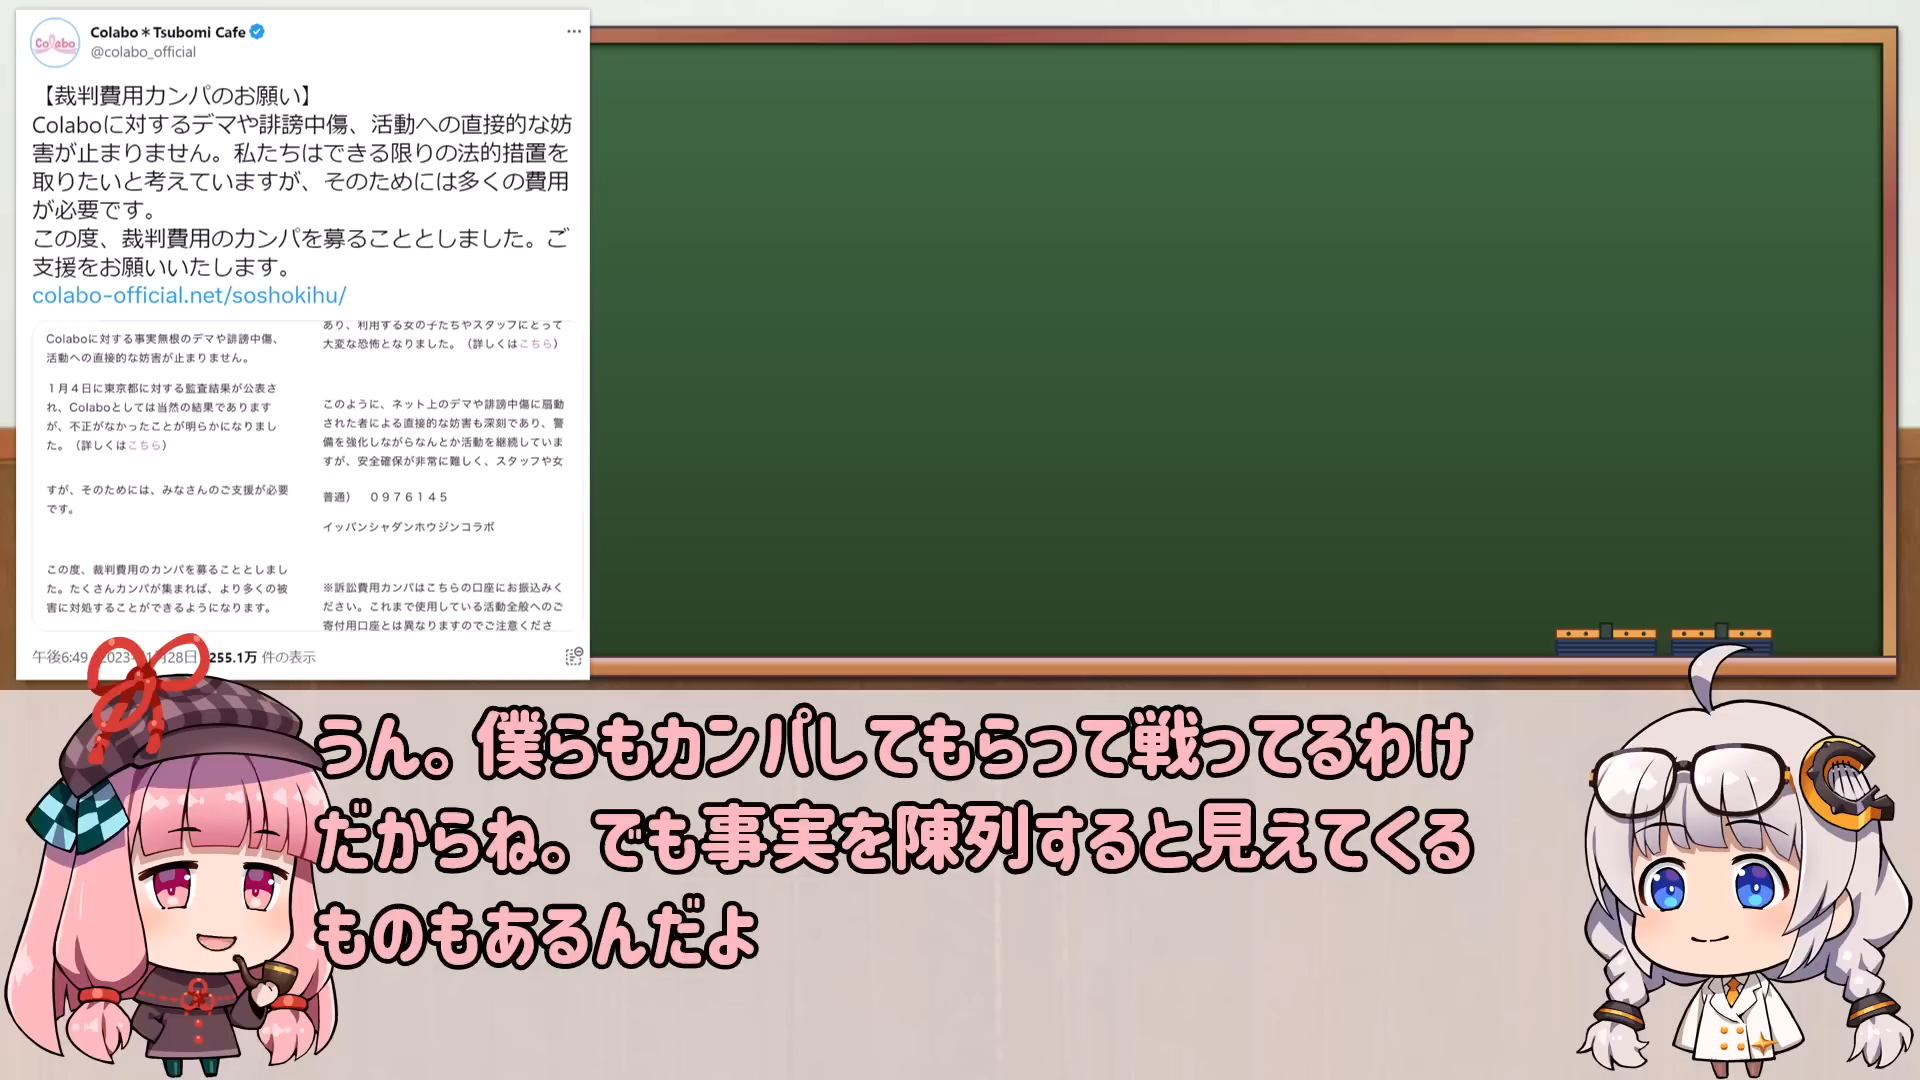 Colabo
Colabo＊Tsubomi Cafe
@colabo_official
【裁判費用カンパのお願い】
Colaboに対するデマや誹謗中傷、活動への直接的な妨
害が止まりません。私たちはできる限りの法的措置を
取りたいと考えていますが、そのためには多くの費用
が必要です。
この度、裁判費用のカンパを募ることとしました。ご
支援をお願いいたします。
colabo-official.net/soshokihu/
Colaboに対する事実無根のデマや誹謗中傷、
活動への直接的な妨害が止まりません。
１月４日に東京都に対する監査結果が公表さ
れ、Colaboとしては当然の結果であります
が、不正がなかったことが明らかになりまし
た。（詳しくはこちら）
すが、そのためには、みなさんのご支援が必要
です。
この度、裁判費用のカンパを募ることとしまし
た。たくさんカンパが集まれば、より多くの被
害に対処することができるようになります。
あり、利用する女の子たちやスタッフにとって
大変な恐怖となりました。（詳しくはこちら）
このように、ネット上のデマや誹謗中傷に扇動
された者による直接的な妨害も深刻であり、警
備を強化しながらなんとか活動を継続していま
すが、安全確保が非常に難しく、スタッフや女
普通）　０９７６１４５
イッパンシャダンホウジンコラボ
※訴訟費用カンパはこちらの口座にお振込みく
ださい。これまで使用している活動全般へのご
寄付用口座とは異なりますのでご注意くださ
午後6:49 2023 月28日 255.1万 件の表示
うん。僕らもカンパしてもらって戦ってるわけ
だからね。でも事実を陳列すると見えてくる
ものもあるんだよ